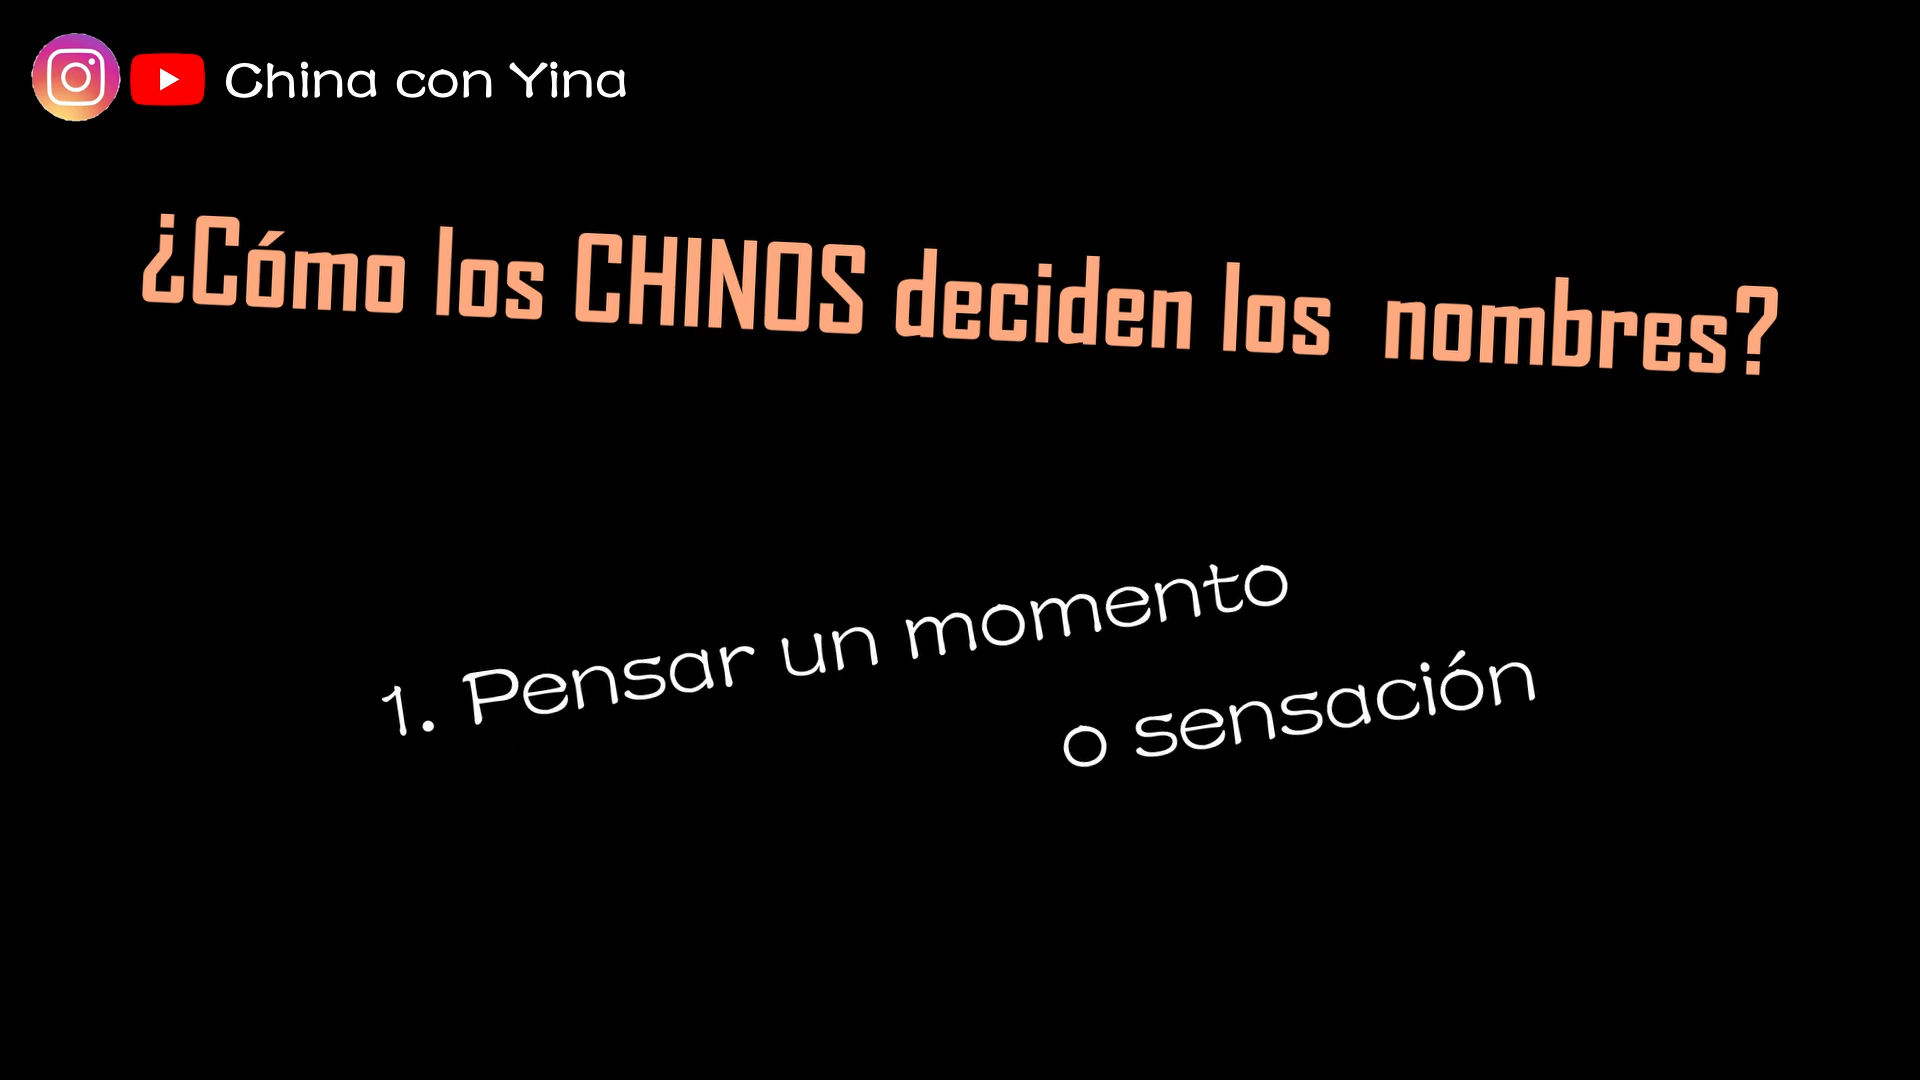 China con Yina
¿Cómo los CHINOS deciden los nombres?
1. Pensar un momento
o sensación